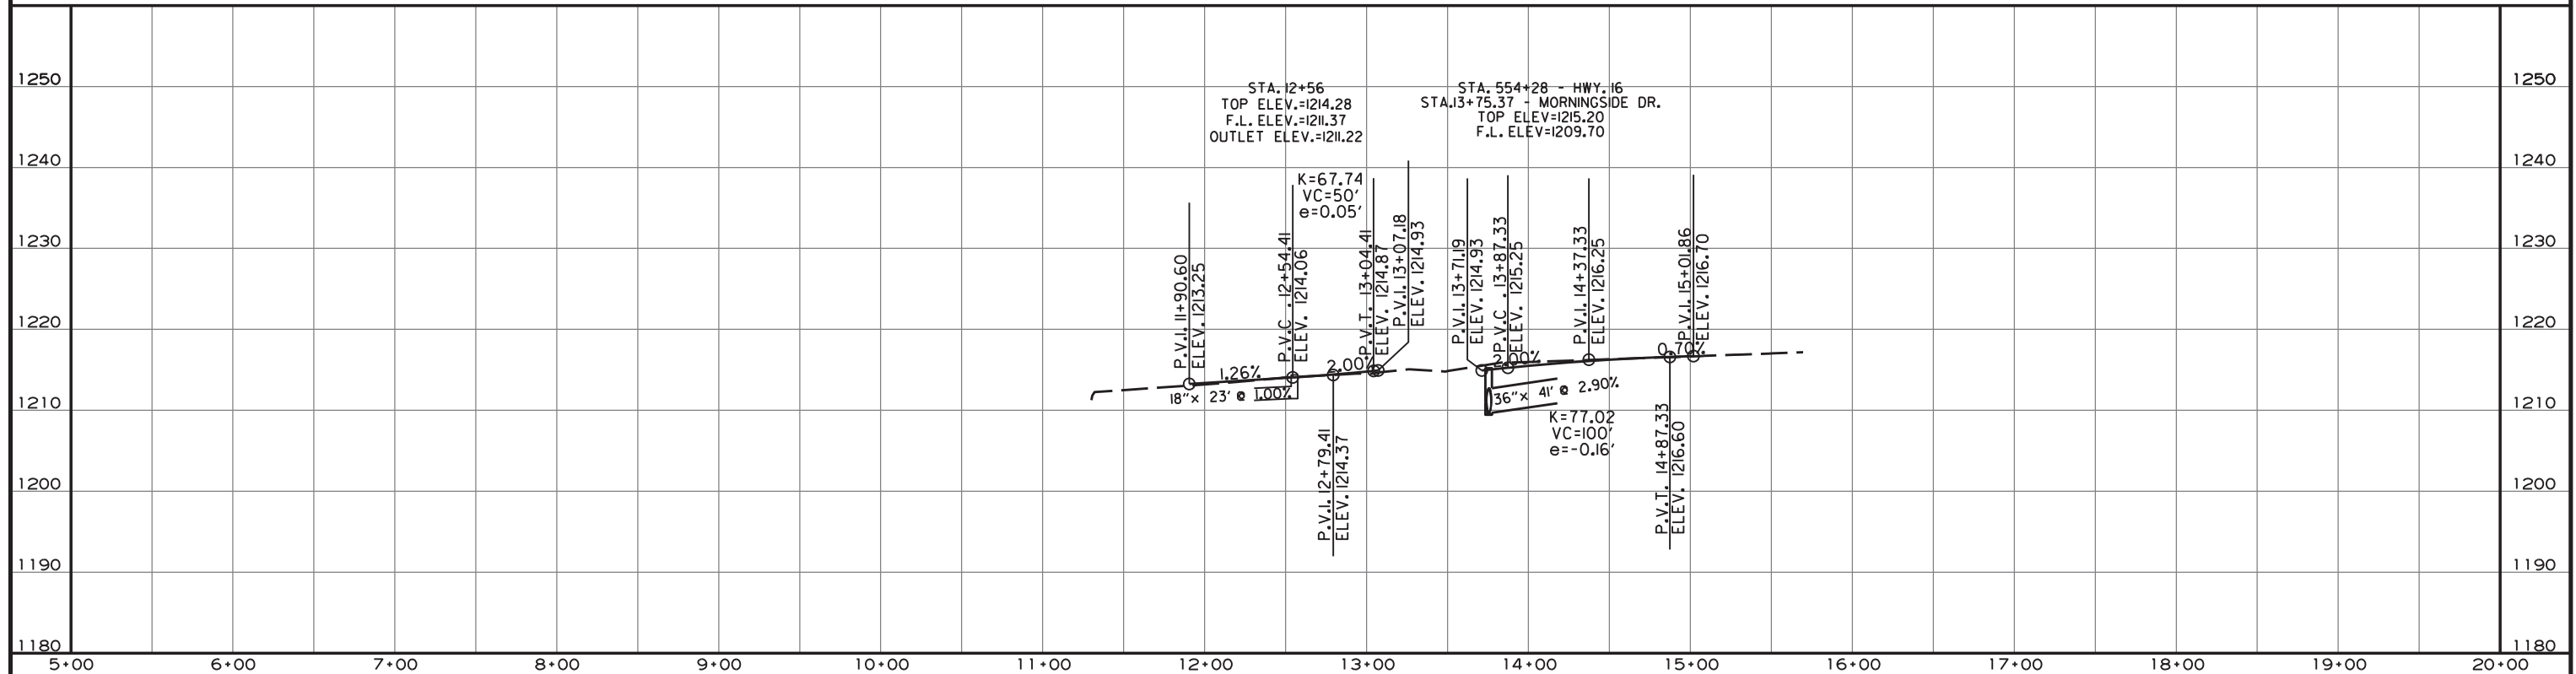 1250
1240
1230
1220
1210
1200
1190
1180
STA. 12+56
TOP ELEV.=1214.28
F.L. ELEV.=1211.37
OUTLET ELEV.=1211.22
STA. 554+28 - HWY. 16
STA.13+75.37 - MORNINGSIDE DR.
TOP ELEV=1215.20
F.L. ELEV=1209.70
K=67.74
VC=50'
e=0.05'
P.V.I. 11+90.60
ELEV. 1213.25
P.V.C. 12+54.41
ELEV. 1214.06
P.V.T. 13+04.41
ELEV. 1214.87
P.V.I. 13+07.18
ELEV. 1214.93
P.V.I. 13+71.19
ELEV. 1214.93
P.V.C. 13+87.33
ELEV. 1215.25
P.V.I. 14+37.33
ELEV. 1216.25
P.V.I. 15+01.86
ELEV. 1216.70
1.26%
2.00%
2.00%
0.70%
18"x 23' @ 1.00%
36"x 41' @ 2.90%
K=77.02
VC=100'
e=-0.16'
P.V.I. 12+79.41
ELEV. 1214.37
P.V.T. 14+87.33
ELEV. 1216.60
1250
1240
1230
1220
1210
1200
1190
1180
5+00 6+00 7+00 8+00 9+00 10+00 11+00 12+00 13+00 14+00 15+00 16+00 17+00 18+00 19+00 20+00